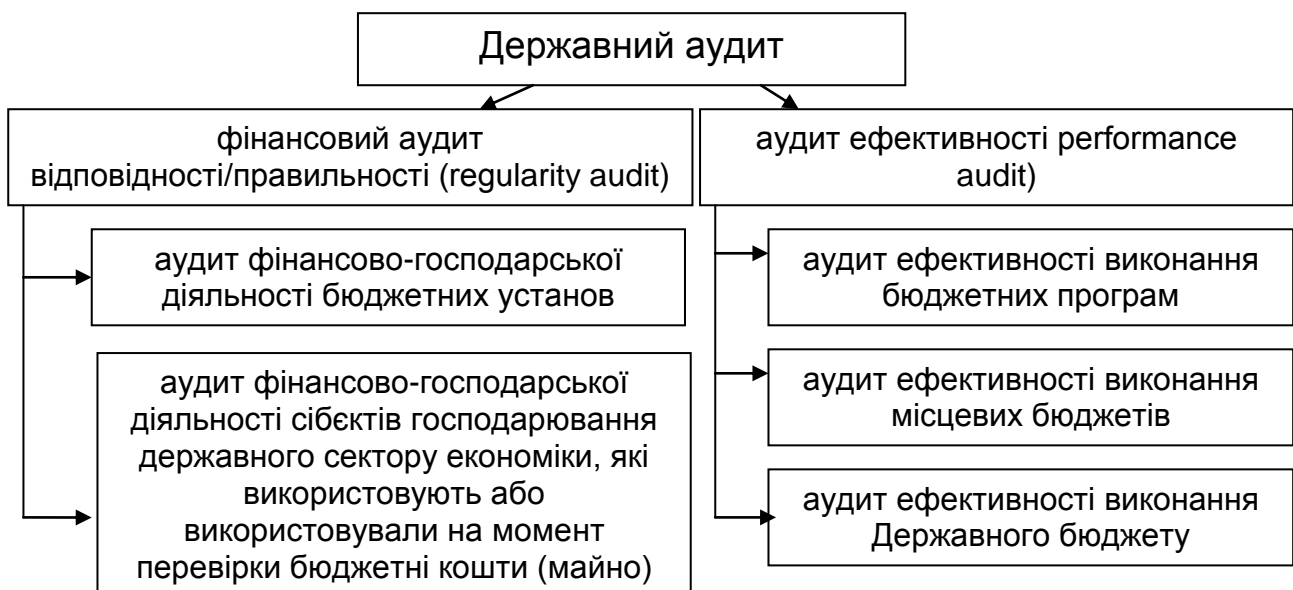 Державний аудит
фінансовий аудит
відповідності/правильності (regularity audit)
аудит фінансово-господарської
діяльності бюджетних установ
аудит фінансово-господарської
діяльності сібєктів господарювання
державного сектору економіки, які
використовують або
використовували на момент
перевірки бюджетні кошти (майно)
аудит ефективності performance
audit)
аудит ефективності виконання
бюджетних програм
аудит ефективності виконання
місцевих бюджетів
аудит ефективності виконання
Державного бюджету